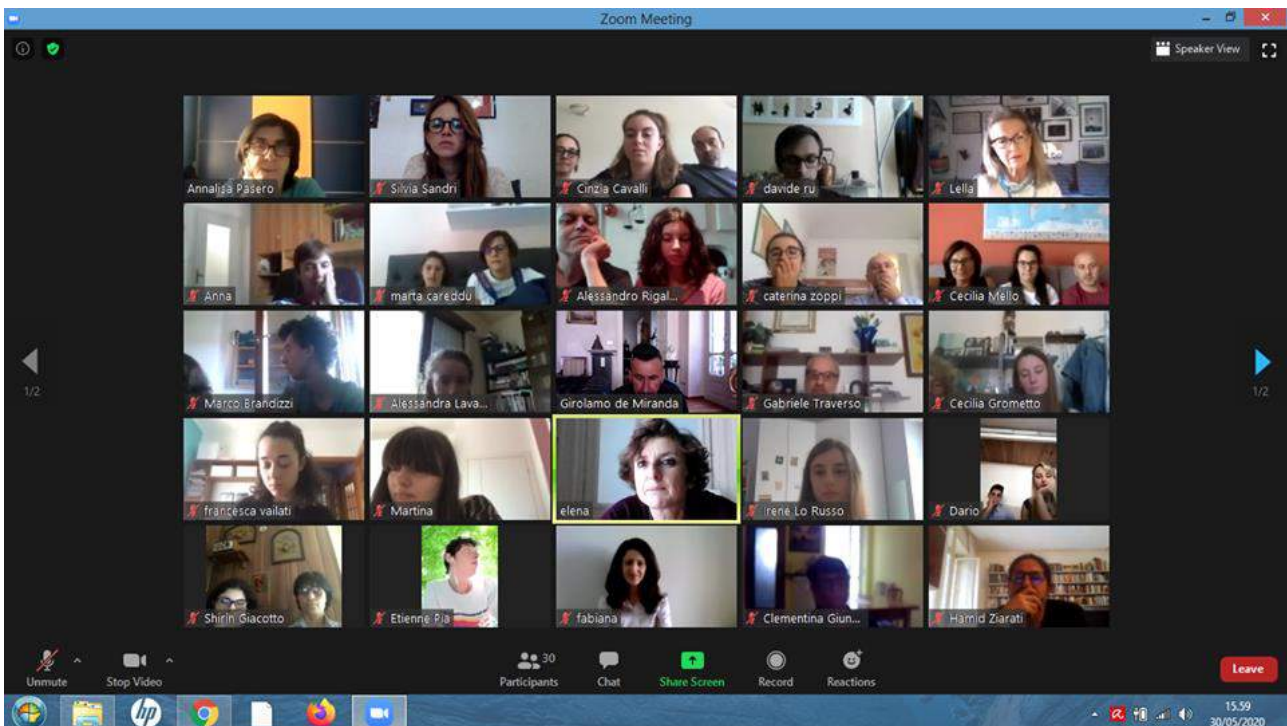 Zoom Meeting
Speaker View
Annalisa Pasero
Silvia Sandri
Cinzia Cavalli
davide ru
Lella
Anna
marta careddu
Alessandro Rigal...
caterina zoppi
Cecilia Mello
Marco Brandizzi
Alessandra Lava...
Girolamo de Miranda
Gabriele Traverso
Cecilia Grometto
francesca vailati
Martina
elena
Irene Lo Russo
Dario
Shirin Giacotto
Etienne Pia
fabiana
Clementina Giun...
Hamid Ziarati
1/2
1/2
Unmute
Stop Video
30
Participants
Chat
Share Screen
Record
Reactions
Leave
hp
15.59
30/05/2020